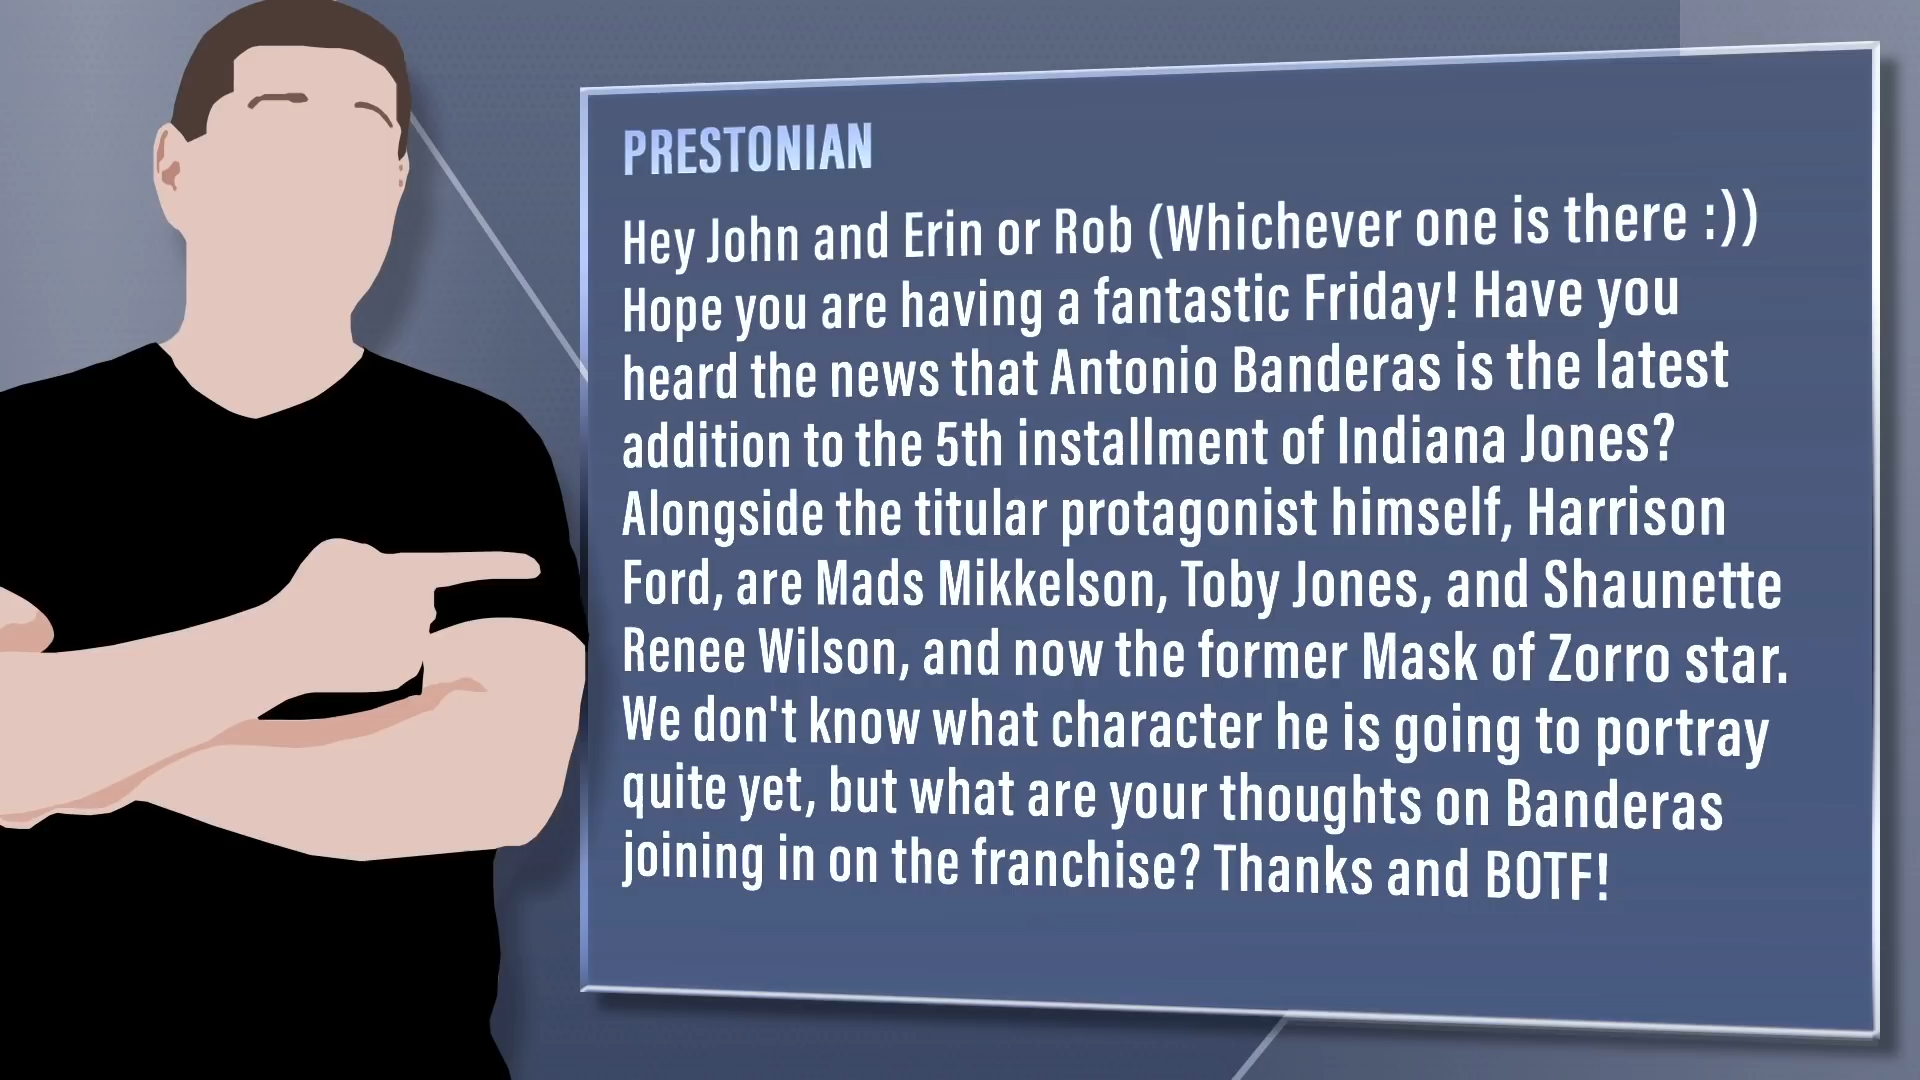 PRESTONIAN
Hey John and Erin or Rob (Whichever one is there :))
Hope you are having a fantastic Friday! Have you
heard the news that Antonio Banderas is the latest
addition to the 5th installment of Indiana Jones?
Alongside the titular protagonist himself, Harrison
Ford, are Mads Mikkelson, Toby Jones, and Shaunette
Renee Wilson, and now the former Mask of Zorro star.
We don't know what character he is going to portray
quite yet, but what are your thoughts on Banderas
joining in on the franchise? Thanks and BOTF!